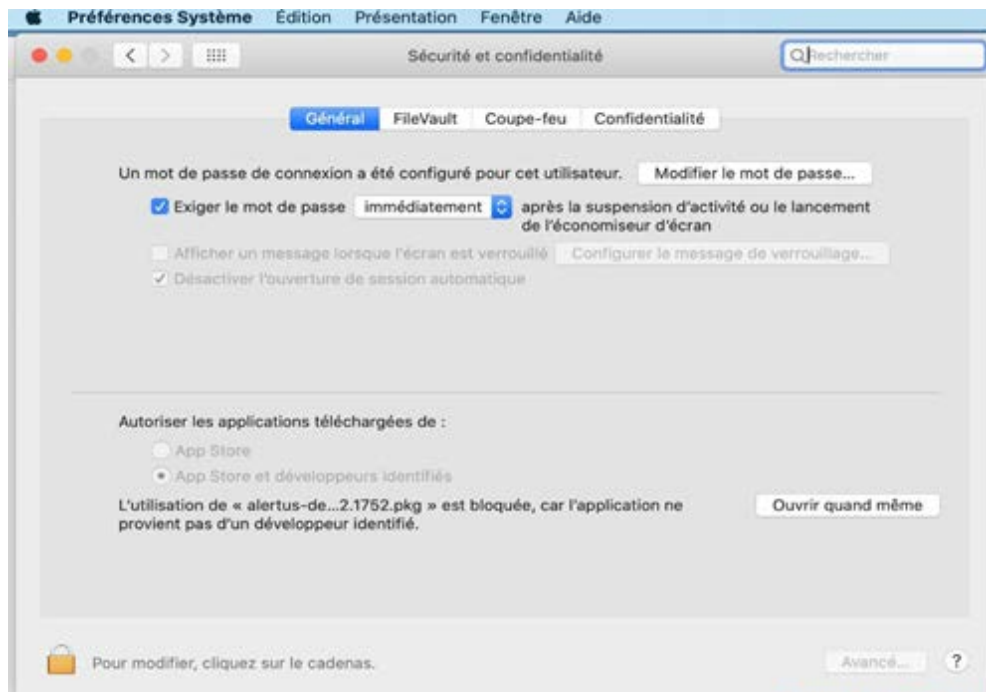 Préférences Système Édition Présentation Fenêtre Aide
Sécurité et confidentialité
Rechercher
Général FileVault Coupe-feu Confidentialité
Un mot de passe de connexion a été configuré pour cet utilisateur. Modifier le mot de passe...
Exiger le mot de passe immédiatement après la suspension d'activité ou le lancement
de l'économiseur d'écran
Afficher un message lorsque l'écran est verrouillé Configurer le message de verrouillage...
Désactiver l'ouverture de session automatique
Autoriser les applications téléchargées de :
App Store
App Store et développeurs identifiés
L'utilisation de « alertus-de...2.1752.pkg » est bloquée, car l'application ne
provient pas d'un développeur identifié.
Ouvrir quand même
Pour modifier, cliquez sur le cadenas.
Avancé... ?